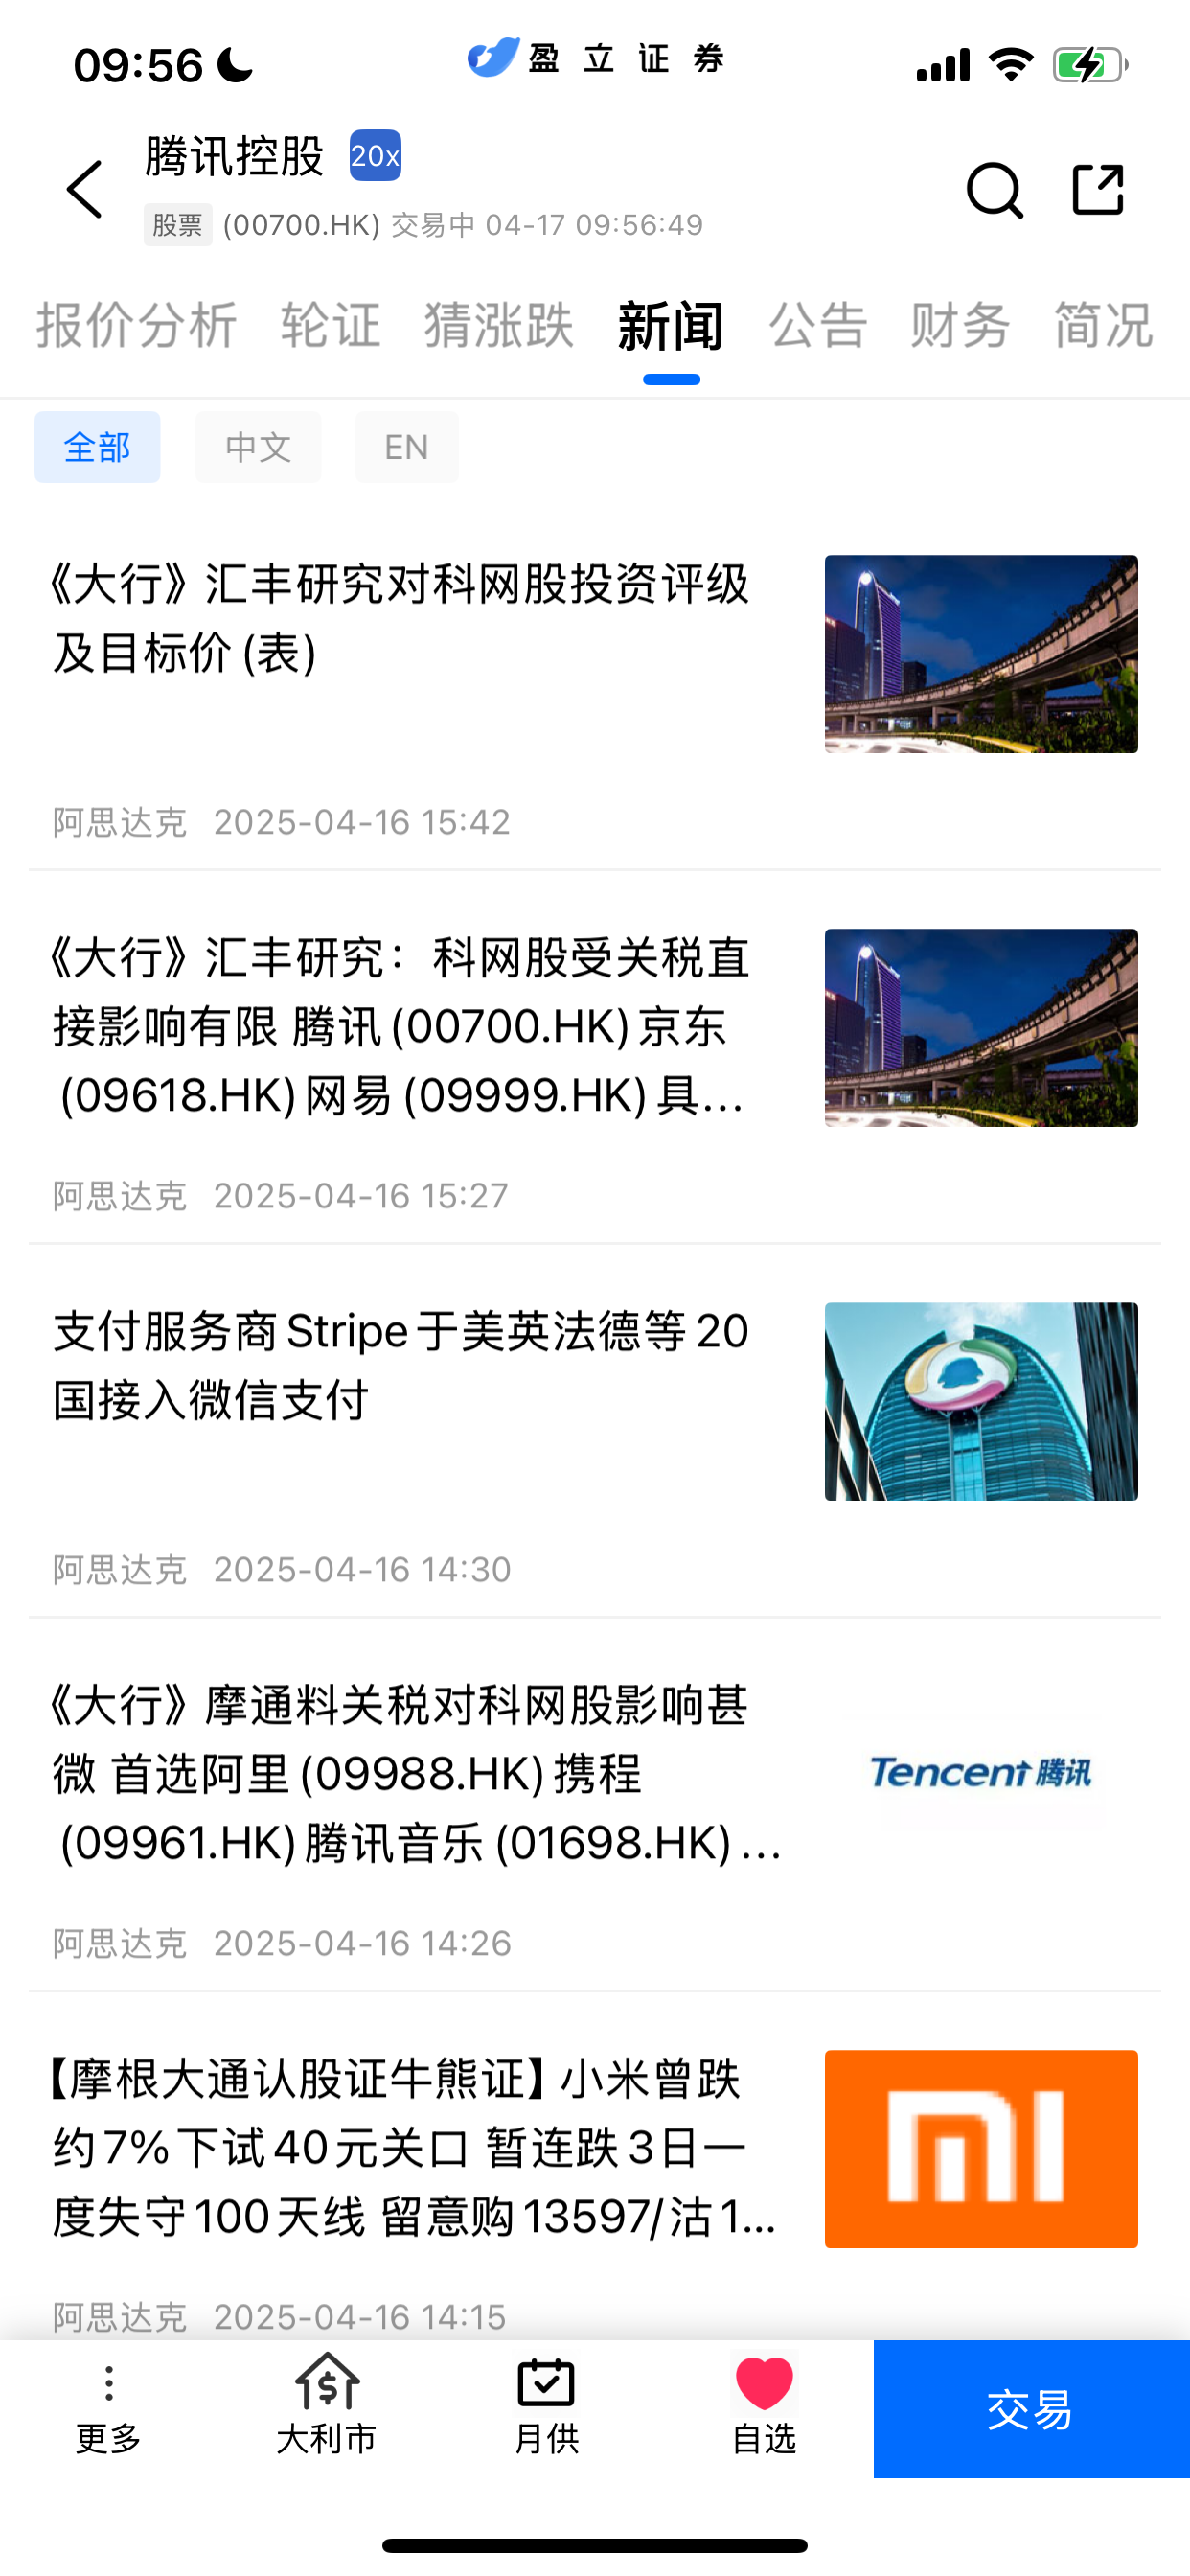 09:56
盈立证券
腾讯控股 20x
股票 (00700.HK) 交易中 04-17 09:56:49
报价分析 轮证 猜涨跌 新闻 公告 财务 简况
全部 中文 EN
《大行》汇丰研究对科网股投资评级
及目标价(表)
阿思达克 2025-04-16 15:42
《大行》汇丰研究：科网股受关税直
接影响有限 腾讯(00700.HK)京东
(09618.HK)网易(09999.HK)具...
阿思达克 2025-04-16 15:27
支付服务商Stripe于美英法德等20
国接入微信支付
阿思达克 2025-04-16 14:30
《大行》摩通料关税对科网股影响甚
微 首选阿里(09988.HK)携程
(09961.HK)腾讯音乐(01698.HK)...
Tencent 腾讯
阿思达克 2025-04-16 14:26
【摩根大通认股证牛熊证】小米曾跌
约7%下试40元关口 暂连跌3日一
度失守100天线 留意购13597/沽1...
阿思达克 2025-04-16 14:15
更多 大利市 月供 自选 交易